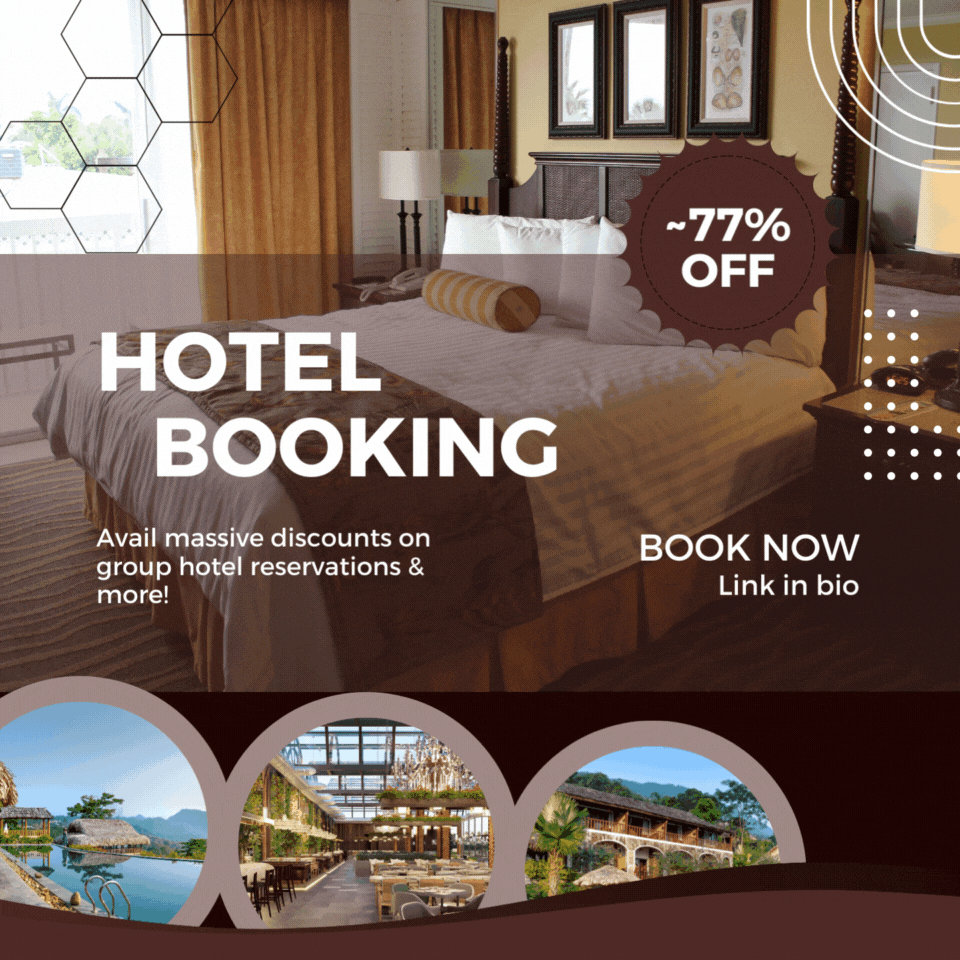 ~77%
OFF
HOTEL
BOOKING
Avail massive discounts on
group hotel reservations &
more!
BOOK NOW
Link in bio